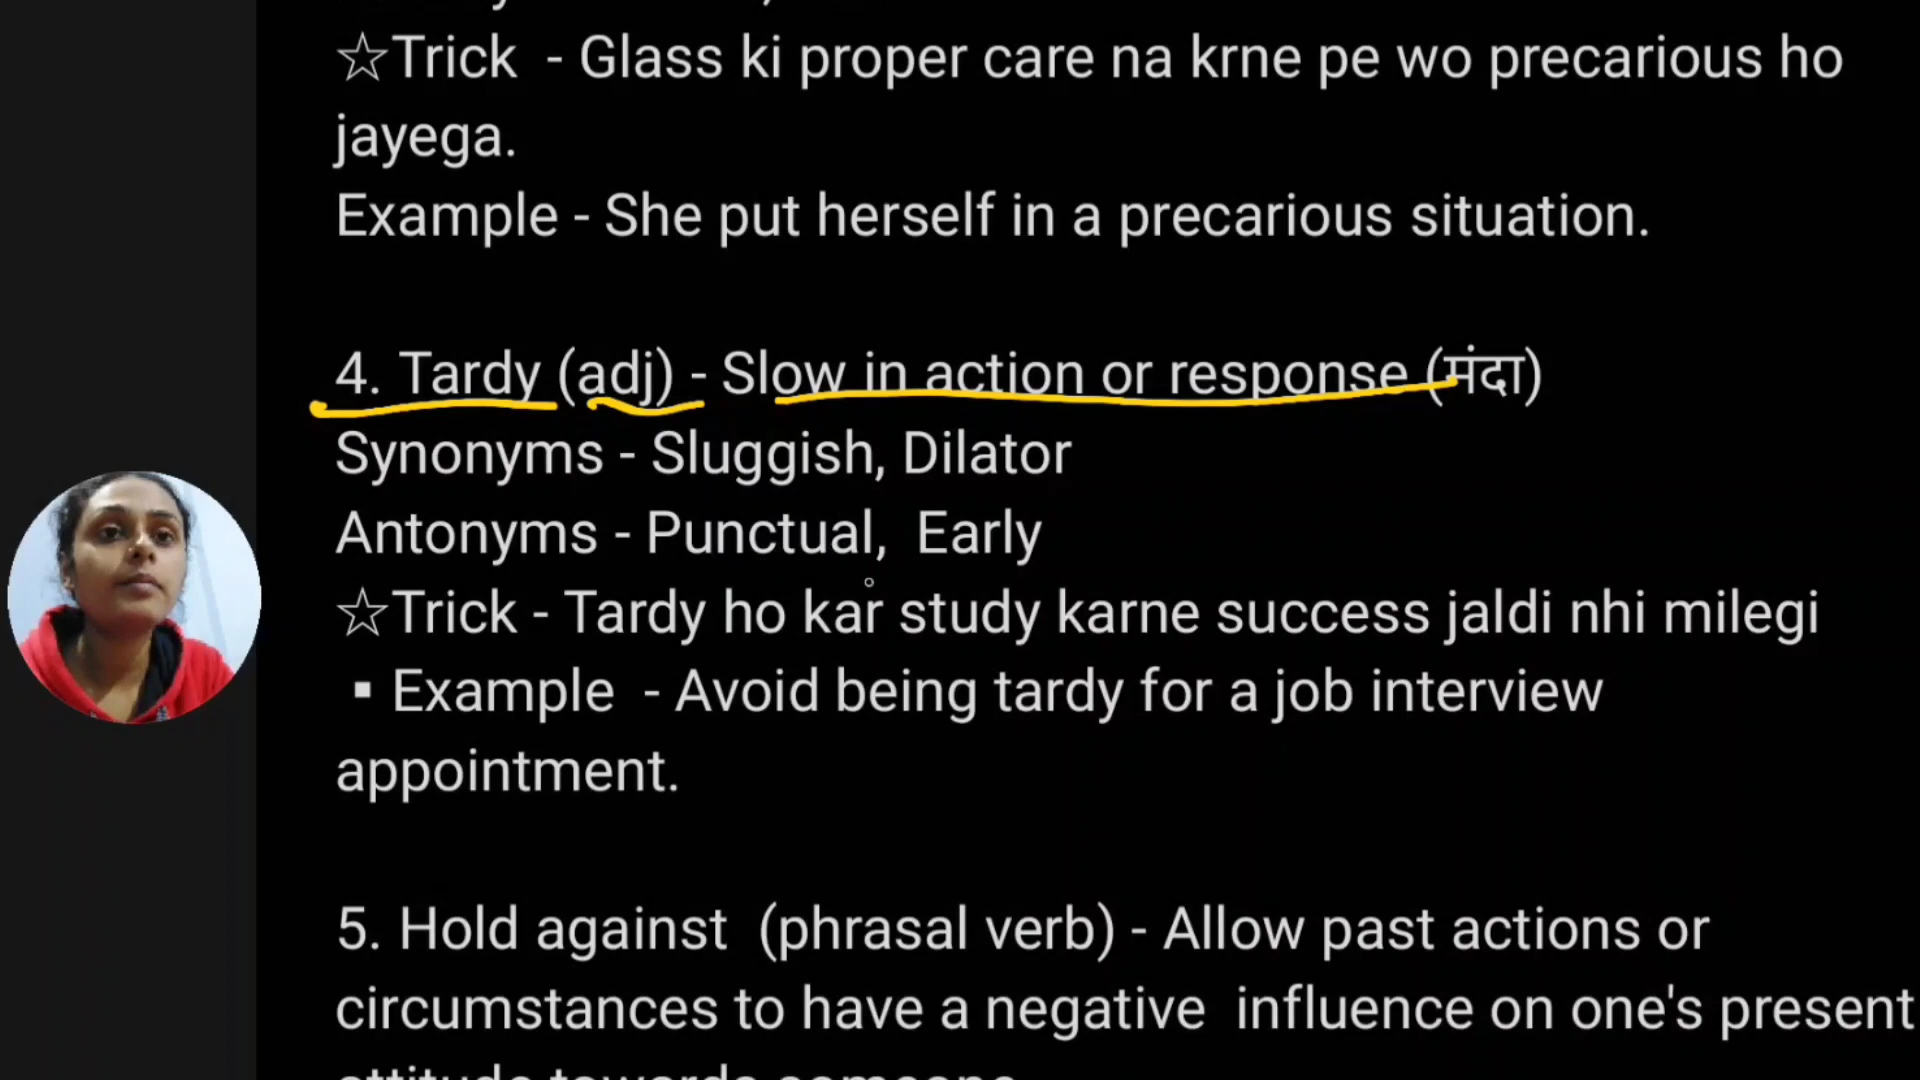 ☆Trick - Glass ki proper care na krne pe wo precarious ho
jayega.
Example - She put herself in a precarious situation.
4. Tardy (adj) - Slow in action or response (मंदा)
Synonyms - Sluggish, Dilator
Antonyms - Punctual, Early
☆Trick - Tardy ho kar study karne success jaldi nhi milegi
▪ Example - Avoid being tardy for a job interview
appointment.
5. Hold against (phrasal verb) - Allow past actions or
circumstances to have a negative influence on one's present
attitude towards someone